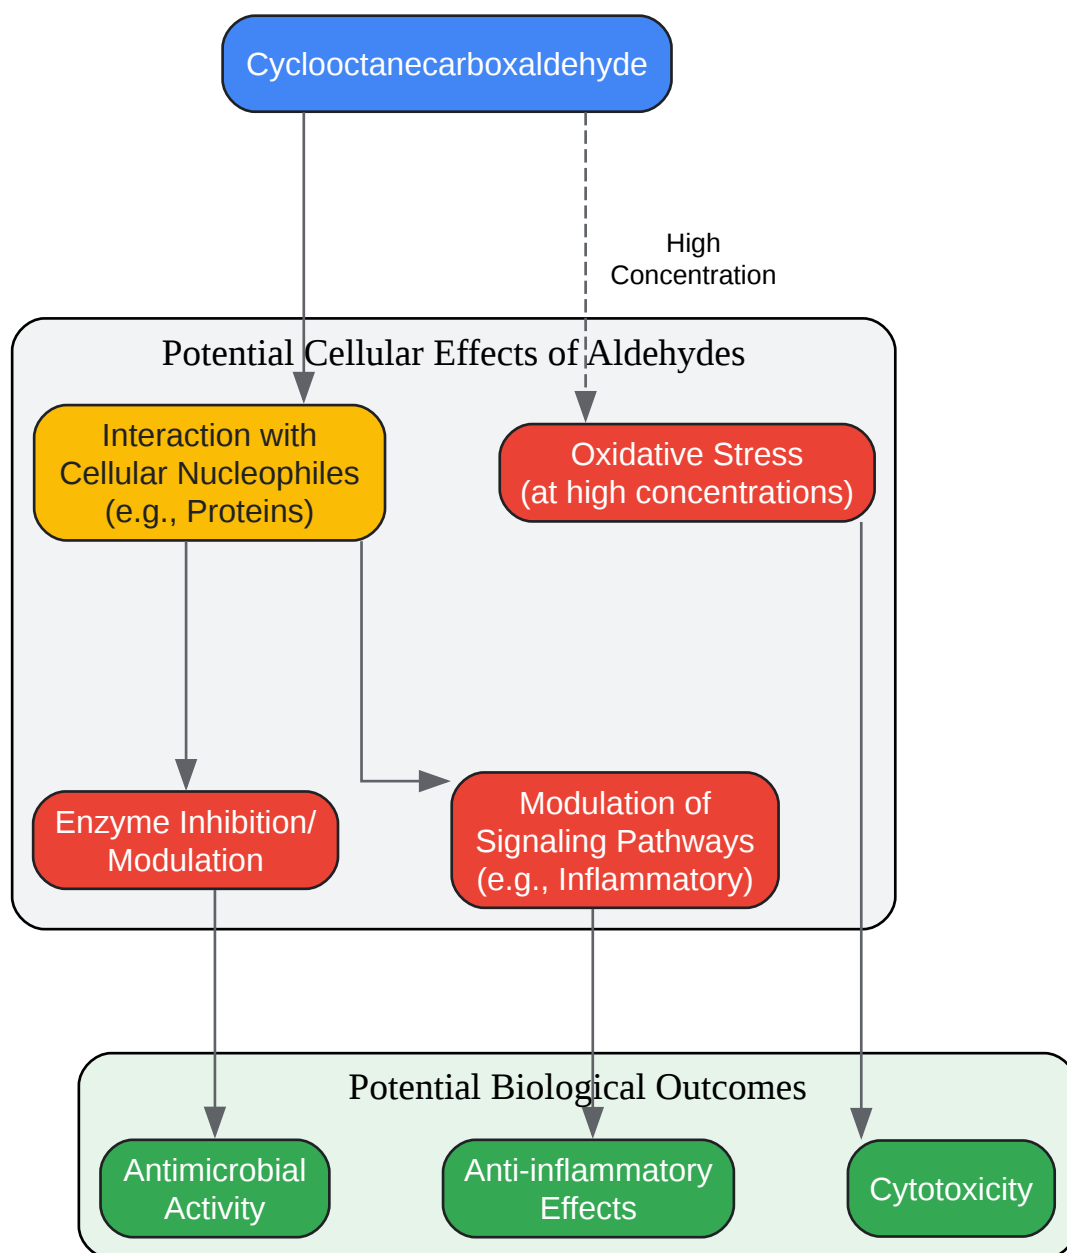 Cyclooctanecarboxaldehyde
High
Concentration
Potential Cellular Effects of Aldehydes
Interaction with
Cellular Nucleophiles
(e.g., Proteins)
Oxidative Stress
(at high concentrations)
Enzyme Inhibition/
Modulation
Modulation of
Signaling Pathways
(e.g., Inflammatory)
Potential Biological Outcomes
Antimicrobial
Activity
Anti-inflammatory
Effects
Cytotoxicity